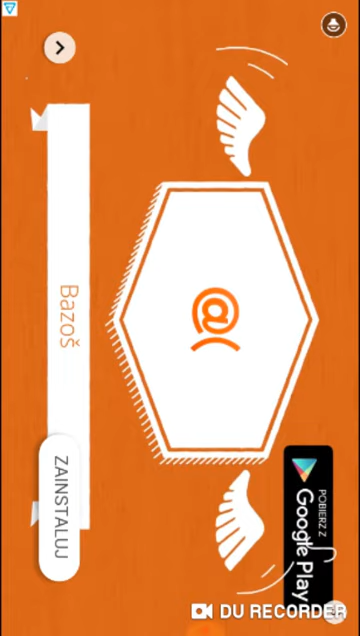 @(
Bazoš
ZAINSTALUJ
POBIERZ Z
Google Play
DU RECORDER